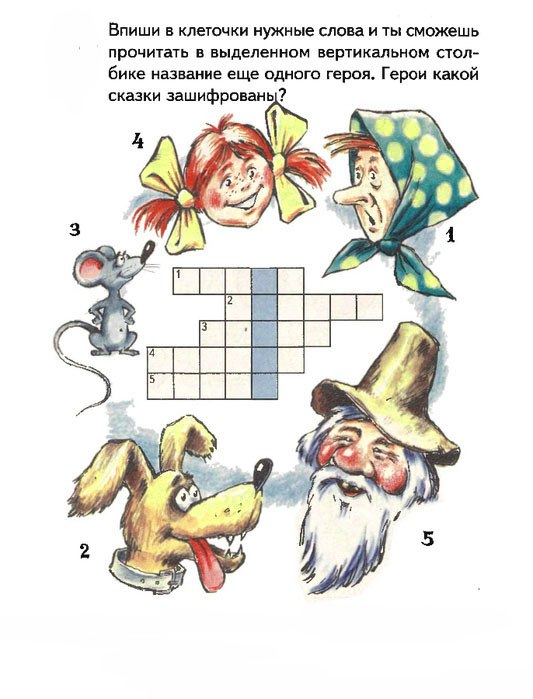 Впиши в клеточки нужные слова и ты сможешь
прочитать в выделенном вертикальном стол-
бике название еще одного героя. Герои какой
сказки зашифрованы?
4
3
1
1
2
3
4
5
2
5